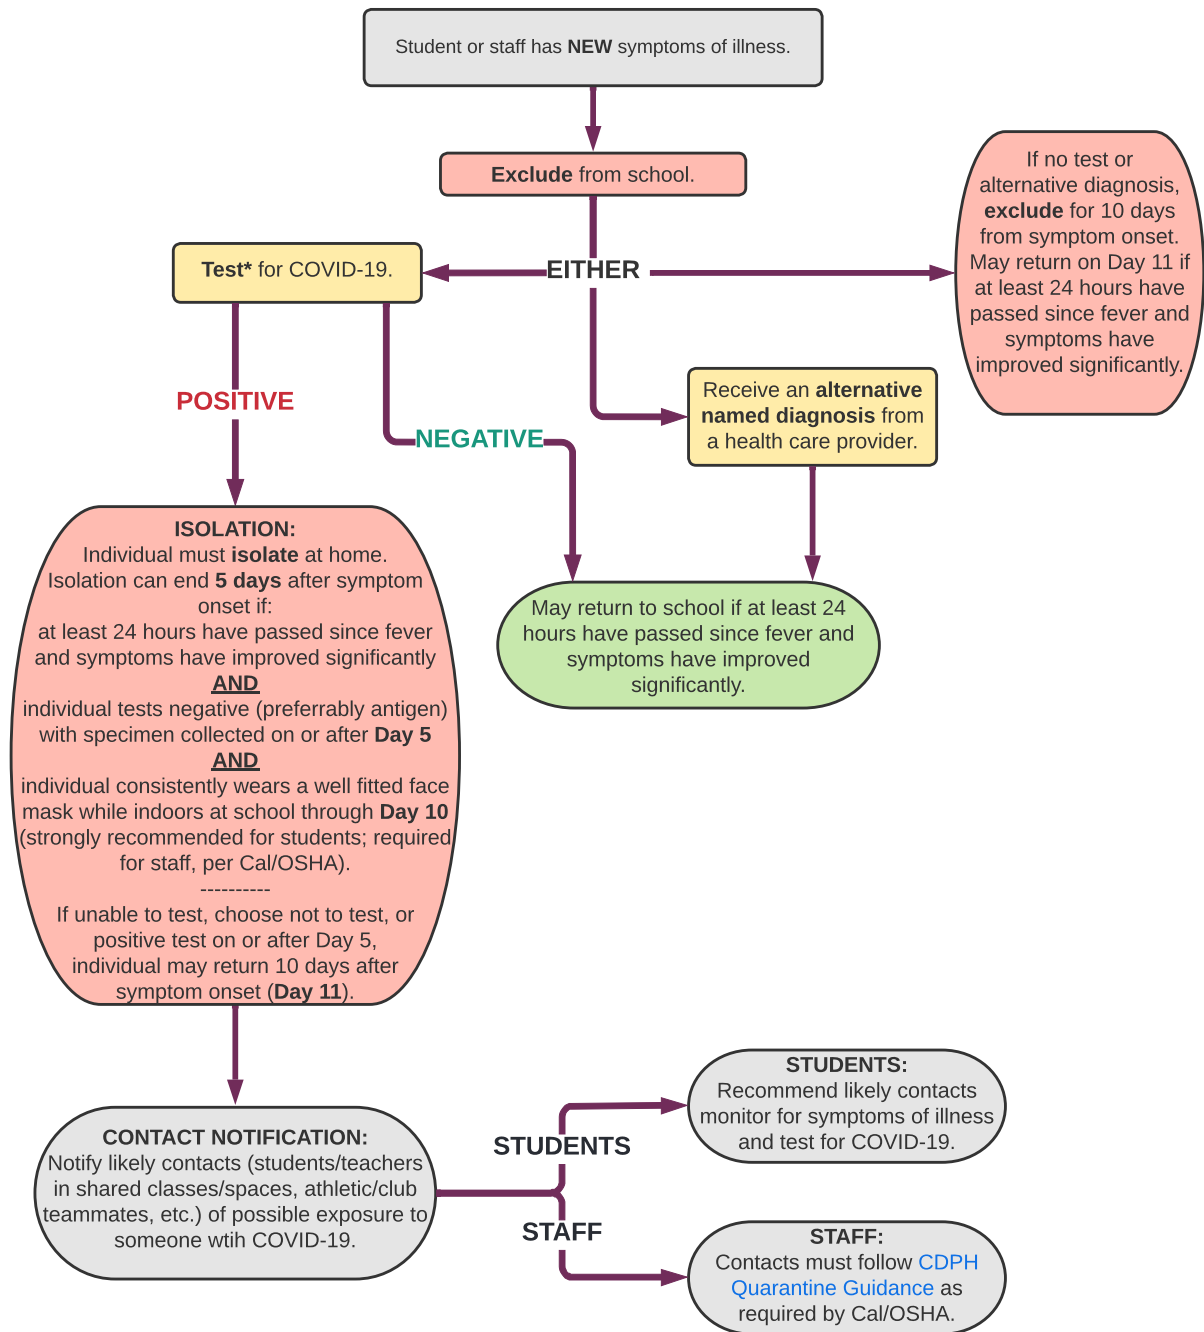 Student or staff has NEW symptoms of illness.
Exclude from school.
If no test or
alternative diagnosis,
exclude for 10 days
from symptom onset.
May return on Day 11 if
at least 24 hours have
passed since fever and
symptoms have
improved significantly.
Test* for COVID-19.
EITHER
Receive an alternative
named diagnosis from
a health care provider.
POSITIVE
NEGATIVE
ISOLATION:
Individual must isolate at home.
Isolation can end 5 days after symptom
onset if:
at least 24 hours have passed since fever
and symptoms have improved significantly
AND
individual tests negative (preferrably antigen)
with specimen collected on or after Day 5
AND
individual consistently wears a well fitted face
mask while indoors at school through Day 10
(strongly recommended for students; required
for staff, per Cal/OSHA).
----------
If unable to test, choose not to test, or
positive test on or after Day 5,
individual may return 10 days after
symptom onset (Day 11).
May return to school if at least 24
hours have passed since fever and
symptoms have improved
significantly.
CONTACT NOTIFICATION:
Notify likely contacts (students/teachers
in shared classes/spaces, athletic/club
teammates, etc.) of possible exposure to
someone wtih COVID-19.
STUDENTS
STUDENTS:
Recommend likely contacts
monitor for symptoms of illness
and test for COVID-19.
STAFF
STAFF:
Contacts must follow CDPH
Quarantine Guidance as
required by Cal/OSHA.